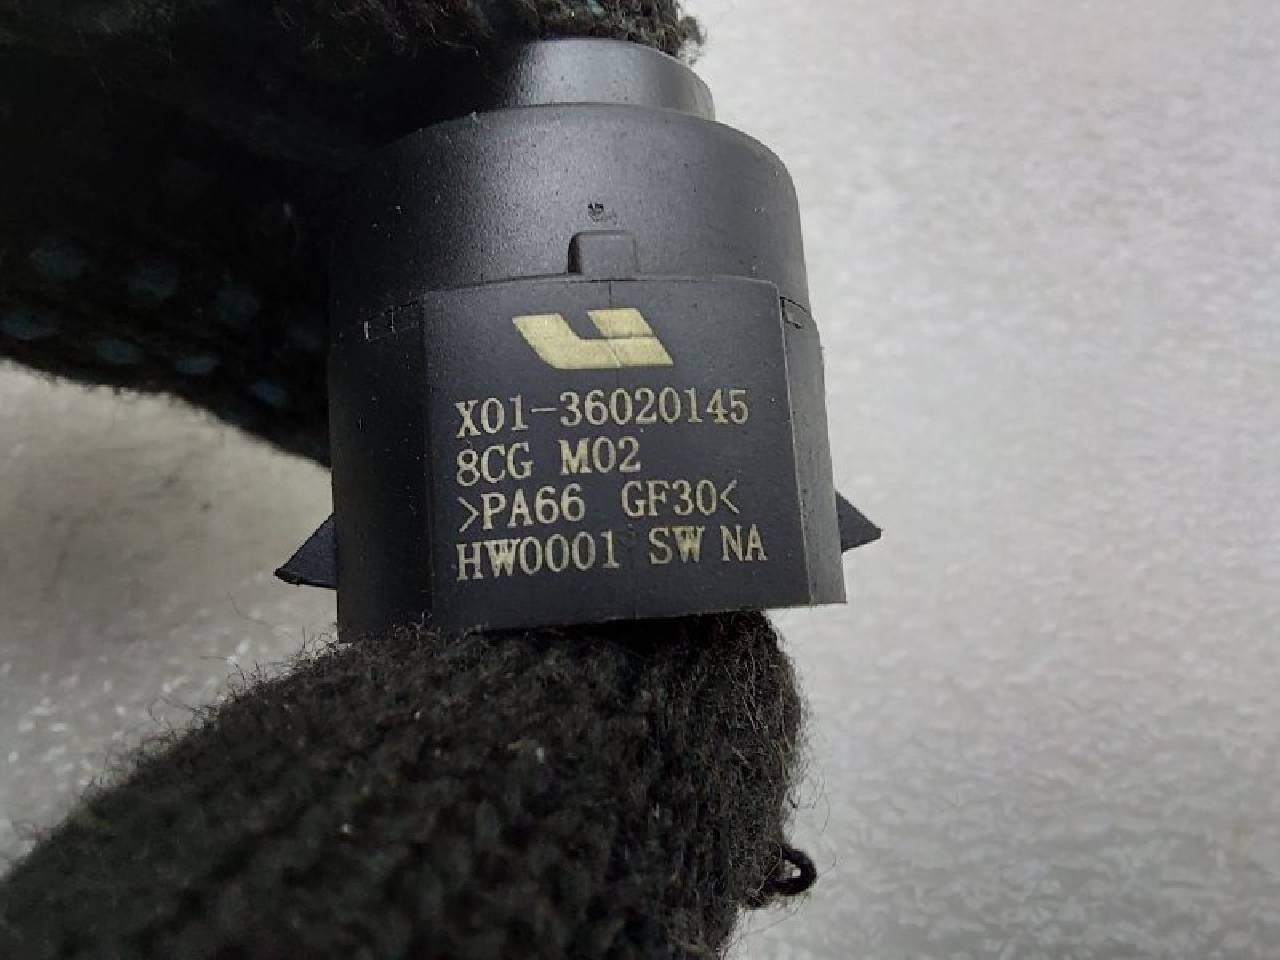 X01-36020145
8CG M02
>PA66 GF30<
HW0001 SW NA